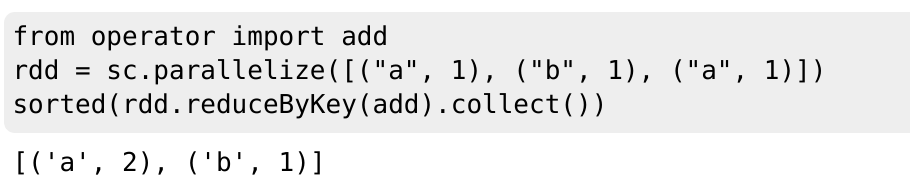 from operator import add
rdd = sc.parallelize([("a", 1), ("b", 1), ("a", 1)])
sorted(rdd.reduceByKey(add).collect())
[('a', 2), ('b', 1)]